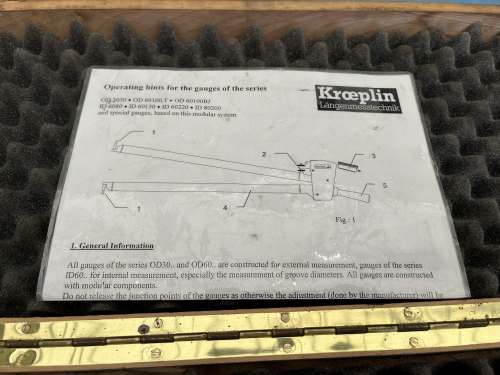 Operating hints for the gauges of the series
Krœplin
Längenmesstechnik
and special gauges, based on this modular system
1
2
3
4
5
1
Fig.-1
1. General Information
All gauges of the series OD30.. and OD60.. are contructed for external measurement, gauges of the series
ID60.. for internal measurement, especially the measurement of groove diameters. All gauges are constructed
with modular components.
Do not release the junction points of the gauges as otherwise the adjustment (done by the manufacturer) will be